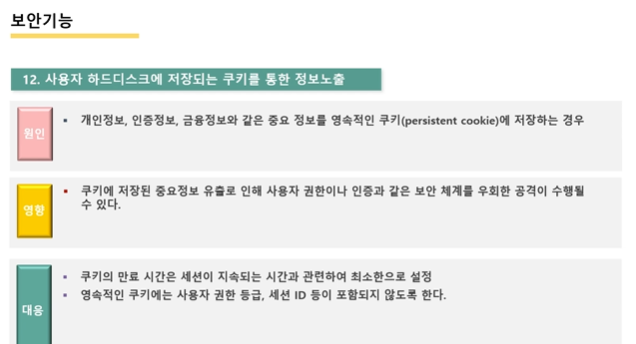 보안기능
12. 사용자 하드디스크에 저장되는 쿠키를 통한 정보노출
원인
▪ 개인정보, 인증정보, 금융정보와 같은 중요 정보를 영속적인 쿠키(persistent cookie)에 저장하는 경우
영향
▪ 쿠키에 저장된 중요정보 유출로 인해 사용자 권한이나 인증과 같은 보안 체계를 우회한 공격이 수행될
수 있다.
대응
▪ 쿠키의 만료 시간은 세션이 지속되는 시간과 관련하여 최소한으로 설정
▪ 영속적인 쿠키에는 사용자 권한 등급, 세션 ID 등이 포함되지 않도록 한다.